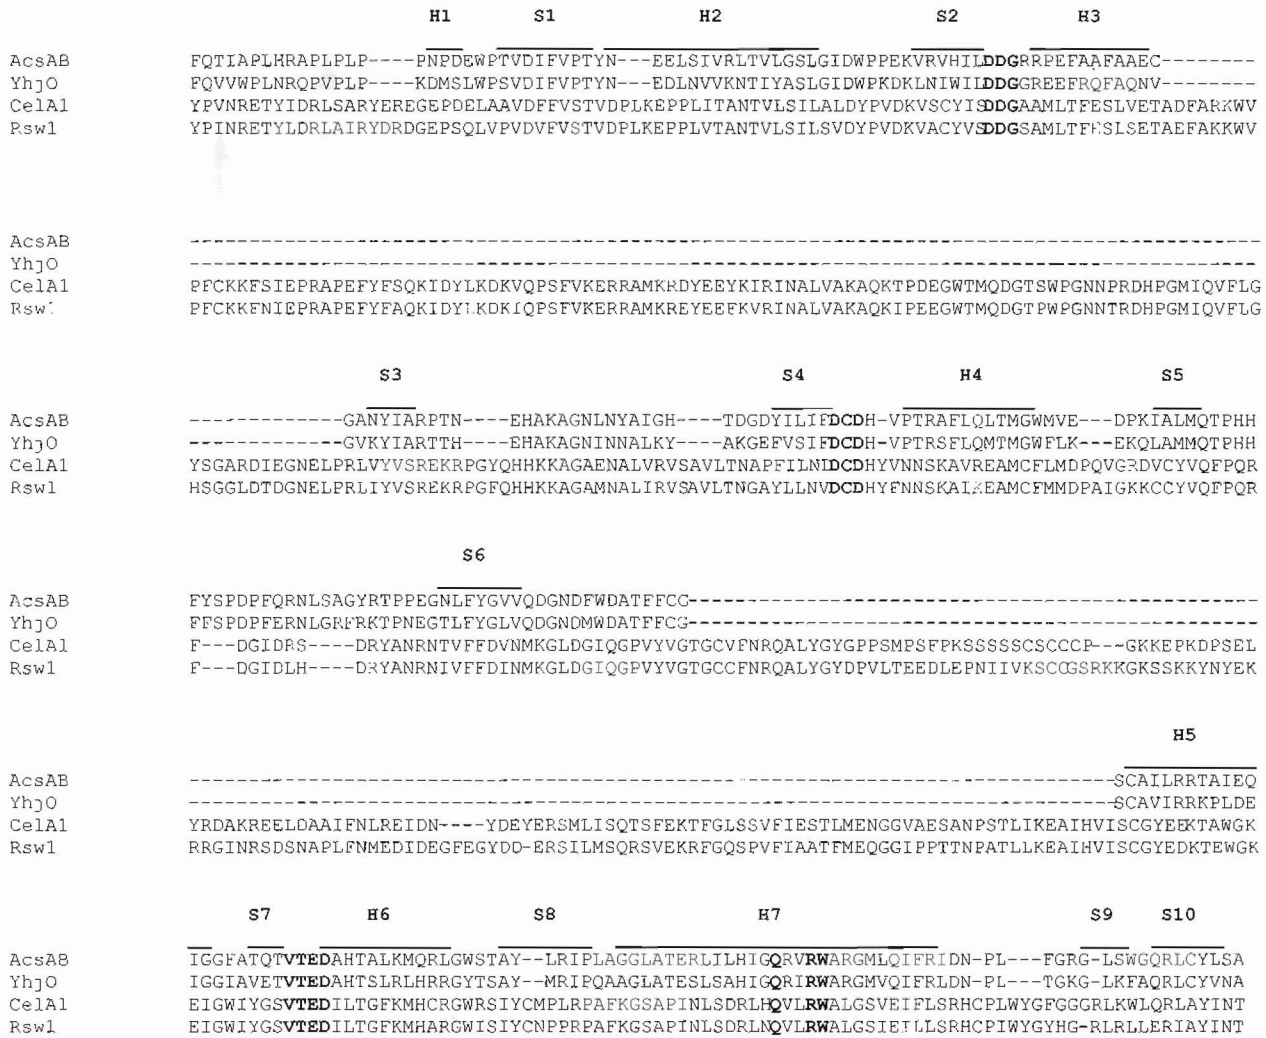 H1 S1 H2 S2 H3
AcsAB FQTIAPLHRAPLPLP----PNPDEWPTVDIFVPTYN---EELSIVRLTVLGSLGIDWPPEKVRVHILDDGRRPEFAAFAAEC--------
YhjO FQVVWPLNRQPVPLP----KDMSLWPSVDIFVPTYN---EDLNVVKNTIYASLGIDWPKDKLNIWILDDGGREEFRQFAQNV--------
CelA1 YPVNRETYIDRLSARYEREGEPDELAAVDFFVSTVDPLKEPPLITANTVLSILALDYPVDKVSCYISDDGAAMLTFESLVETADFARKWV
Rsw1 YPINRETYLDRLAIRYDRDGEPSQLVPVDVFVSTVDPLKEPPLVTANTVLSILSVDYPVDKVACYVSDDGSAMLTFESLSETAEFAKKWV
AcsAB ------------------------------------------------------------------------------------------
YhjO ------------------------------------------------------------------------------------------
CelA1 PFCKKFSIEPRAPEFYFSQKIDYLKDKVQPSFVKERRAMKRDYEEYKIRINALVAKAQKTPDEGWTMQDGTSWPGNNPRDHPGMIQVFLG
Rsw1 PFCKKFNIEPRAPEFYFAQKIDYLKDKIQPSFVKERRAMKREYEEFKVRINALVAKAQKIPEEGWTMQDGTPWPGNNTRDHPGMIQVFLG
S3 S4 H4 S5
AcsAB -------------GANYIARPTN----EHAKAGNLNYAIGH----TDGDYILIFDCDH-VPTRAFLQLTMGWMVE---DPKIALMQTPHH
YhjO -------------GVKYIARTTH----EHAKAGNINNALKY----AKGEFVSIFDCDH-VPTRSFLQMTMGWFLK---EKQLAMMQTPHH
CelA1 YSGARDIEGNELPRLVYVSREKRPGYQHHKKAGAENALVRVSAVLTNAPFILNLDCDHYVNNSKAVREAMCFLMDPQVGRDVCYVQFPQR
Rsw1 HSGGLDTDGNELPRLIYVSREKRPGFQHHKKAGAMNALIRVSAVLTNGAYLLNVDCDHYFNNSKAIKEAMCFMMDPAIGKKCCYVQFPQR
S6
AcsAB FYSPDPFQRNLSAGYRTPPEGNLFYGVVQDGNDFWDATFFCG------------------------------------------------
YhjO FFSPDPFERNLGRFRKTPNEGTLFYGLVQDGNDMWDATFFCG------------------------------------------------
CelA1 F---DGIDRS----DRYANRNTVFFDVNMKGLDGIQGPVYVGTGCVFNRQALYGYGPPSMPSFPKSSSSSCSCCCP---GKKEPKDPSEL
Rsw1 F---DGIDLH----DRYANRNIVFFDINMKGLDGIQGPVYVGTGCCFNRQALYGYDPVLTEEDLEPNIIVKSCCGSRKKGKSSKKYNYEK
H5
AcsAB ------------------------------------------------------------------------------SCAILRRTAIEQ
YhjO ------------------------------------------------------------------------------SCAVIRRKPLDE
CelA1 YRDAKREELDAAIFNLREIDN----YDEYERSMLISQTSFEKTFGLSSVFIESTLMENGGVAESANPSTLIKEAIHVISCGYEEKTAWGK
Rsw1 RRGINRSDSNAPLFNMEDIDEGFEGYDD-ERSILMSQRSVEKRFGQSPVFIAATFMEQGGIPPTTNPATLLKEAIHVISCGYEDKTEWGK
S7 H6 S8 H7 S9 S10
AcsAB IGGFATQTVTEDAHTALKMQRLGWSTAY--LRIPLAGGLATERLILHIGQRVRWARGMLQIFRIDN-PL---FGRG-LSWGQRLCYLSA
YhjO IGGIAVETVTEDAHTSLRLHRRGYTSAY--MRIPQAAGLATESLSAHIGQRIRWARGMVQIFRLDN-PL---TGKG-LKFAQRLCYVNA
CelA1 EIGWIYGSVTEDILTGFKMHCRGWRSIYCMPLRPAFKGSAPINLSDRLHQVLRWALGSVEIFLSRHCPLWYGFGGGRLKWLQRLAYINT
Rsw1 EIGWIYGSVTEDILTGFKMHARGWISIYCNPPRPAFKGSAPINLSDRLNQVLRWALGSIEILLSRHCPIWYGYHG-RLRLLERIAYINT